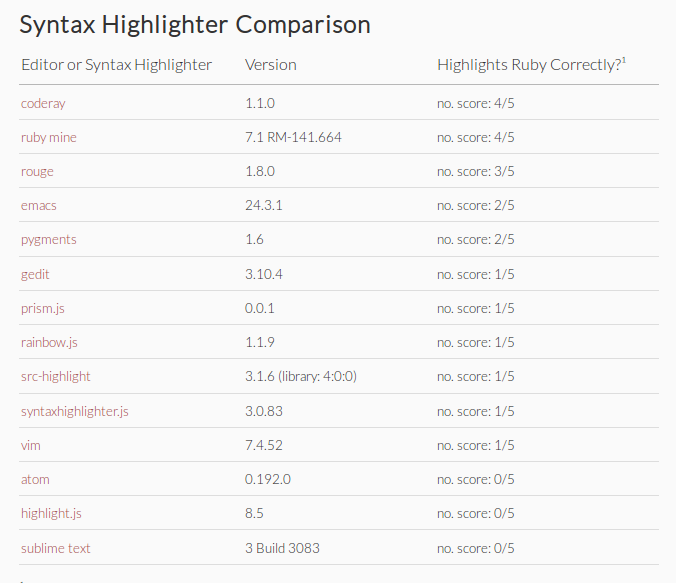 Syntax Highlighter Comparison
Editor or Syntax Highlighter Version Highlights Ruby Correctly?¹
coderay 1.1.0 no. score: 4/5
ruby mine 7.1 RM-141.664 no. score: 4/5
rouge 1.8.0 no. score: 3/5
emacs 24.3.1 no. score: 2/5
pygments 1.6 no. score: 2/5
gedit 3.10.4 no. score: 1/5
prism.js 0.0.1 no. score: 1/5
rainbow.js 1.1.9 no. score: 1/5
src-highlight 3.1.6 (library: 4:0:0) no. score: 1/5
syntaxhighlighter.js 3.0.83 no. score: 1/5
vim 7.4.52 no. score: 1/5
atom 0.192.0 no. score: 0/5
highlight.js 8.5 no. score: 0/5
sublime text 3 Build 3083 no. score: 0/5